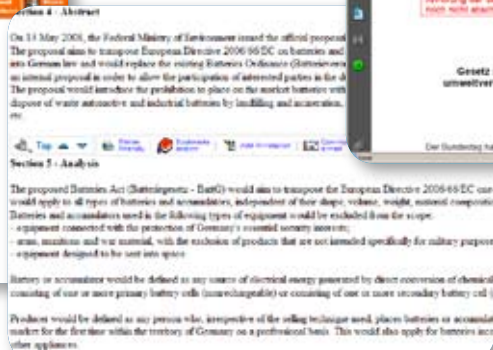 Section 4 - Abstract
On 13 May 2008, the Federal Ministry of Environment issued the official proposal
The proposal aims to transpose European Directive 2006/66/EC on batteries and
into German law and would replace the existing Batteries Ordinance
an internal proposal in order to allow the participation of interested parties in the
The proposal would introduce the prohibition to place on the market batteries
dispose of waste automotive and industrial batteries by landfilling and incineration,
etc.
Top
Section 5 - Analysis
The proposed Batteries Act (Batteriegesetz - BattG) would aim to transpose the European Directive 2006/66/EC
would apply to all types of batteries and accumulators, independent of their shape, volume, weight, material
Batteries and accumulators used in the following types of equipment would be excluded from the scope:
- equipment connected with the protection of Germany's essential security interests;
- arms, munitions and war material, with the exclusion of products that are not intended specifically for military
- equipment designed to be sent into space
Battery or accumulator would be defined as any source of electrical energy generated by direct conversion of chemical
consisting of one or more primary battery cells (nonrechargeable) or consisting of one or more secondary battery cell
Producer would be defined as any person who, irrespective of the selling technique used, places batteries or
market for the first time within the territory of Germany on a professional basis. This would also apply for batteries
other appliances.
Gesetz
Der Bundestag